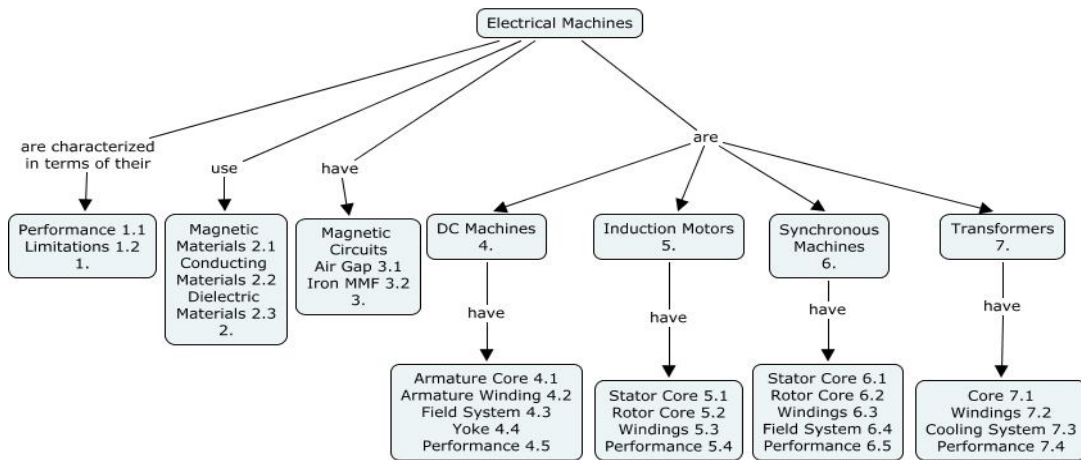 Electrical Machines
are characterized
in terms of their
use
have
are
Performance 1.1
Limitations 1.2
1.
Magnetic
Materials 2.1
Conducting
Materials 2.2
Dielectric
Materials 2.3
2.
Magnetic
Circuits
Air Gap 3.1
Iron MMF 3.2
3.
DC Machines
4.
Induction Motors
5.
Synchronous
Machines
6.
Transformers
7.
have
have
have
have
Armature Core 4.1
Armature Winding 4.2
Field System 4.3
Yoke 4.4
Performance 4.5
Stator Core 5.1
Rotor Core 5.2
Windings 5.3
Performance 5.4
Stator Core 6.1
Rotor Core 6.2
Windings 6.3
Field System 6.4
Performance 6.5
Core 7.1
Windings 7.2
Cooling System 7.3
Performance 7.4